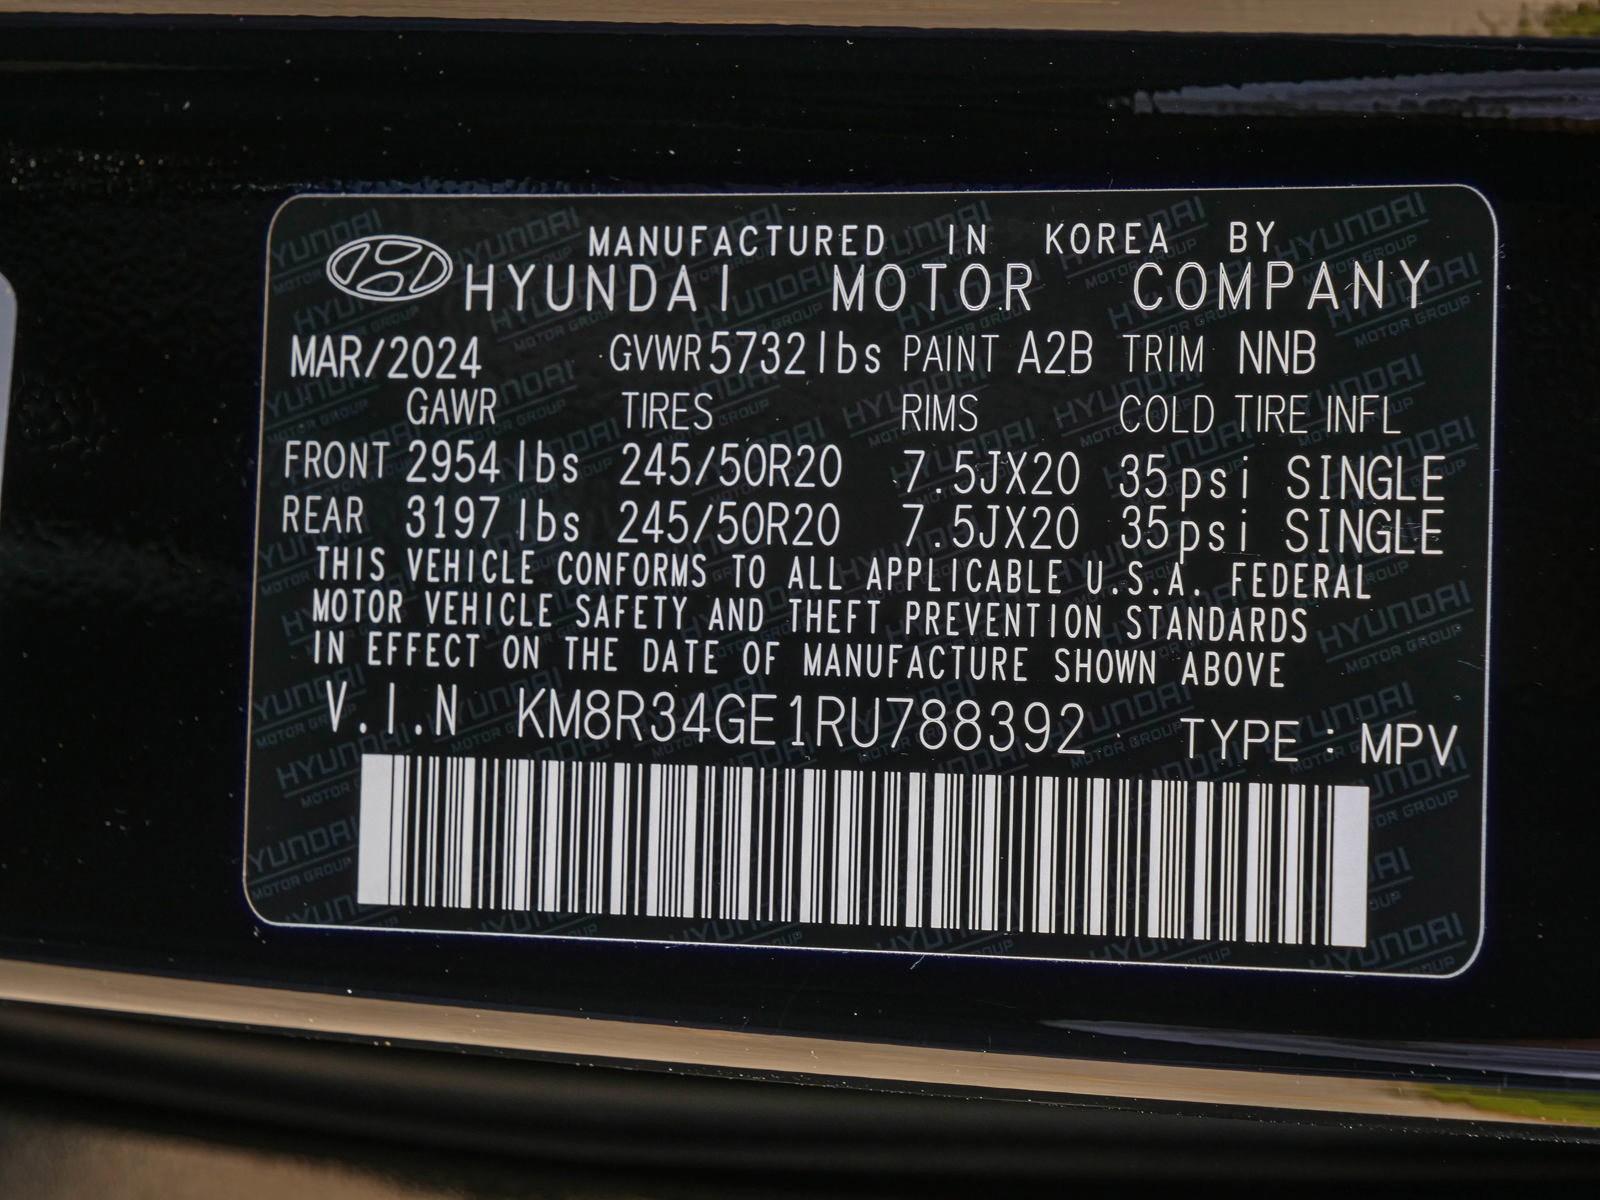 MANUFACTURED IN KOREA BY
HYUNDAI MOTOR COMPANY
MAR/2024 GVWR 5732lbs PAINT A2B TRIM NNB
GAWR TIRES RIMS COLD TIRE INFL
FRONT 2954 lbs 245/50R20 7.5JX20 35psi SINGLE
REAR 3197 lbs 245/50R20 7.5JX20 35psi SINGLE
THIS VEHICLE CONFORMS TO ALL APPLICABLE U.S.A. FEDERAL
MOTOR VEHICLE SAFETY AND THEFT PREVENTION STANDARDS
IN EFFECT ON THE DATE OF MANUFACTURE SHOWN ABOVE
V.I.N KM8R34GE1RU788392 TYPE : MPV